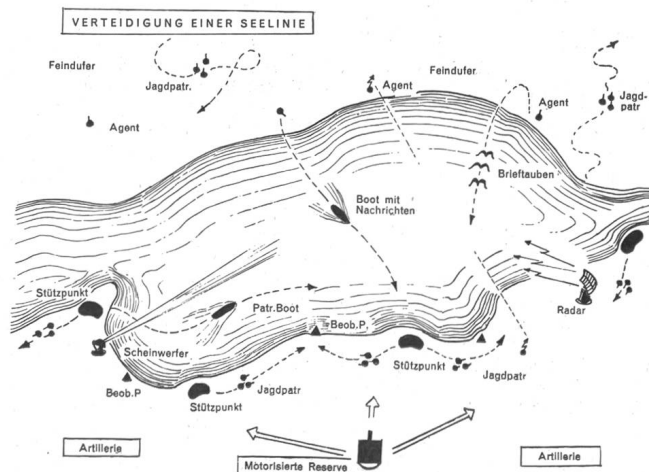 VERTEIDIGUNG EINER SEELINIE
Feindufer
Jagdpatr.
Agent
Agent
Feindufer
Agent
Jagd-
patr
Brieftauben
Boot mit
Nachrichten
Stützpunkt
Patr.Boot
Scheinwerfer
Beob.P.
Radar
Beob.P
Stützpunkt
Jagdpatr
Stützpunkt
Jagdpatr
Artillerie
Motorisierte Reserve
Artillerie